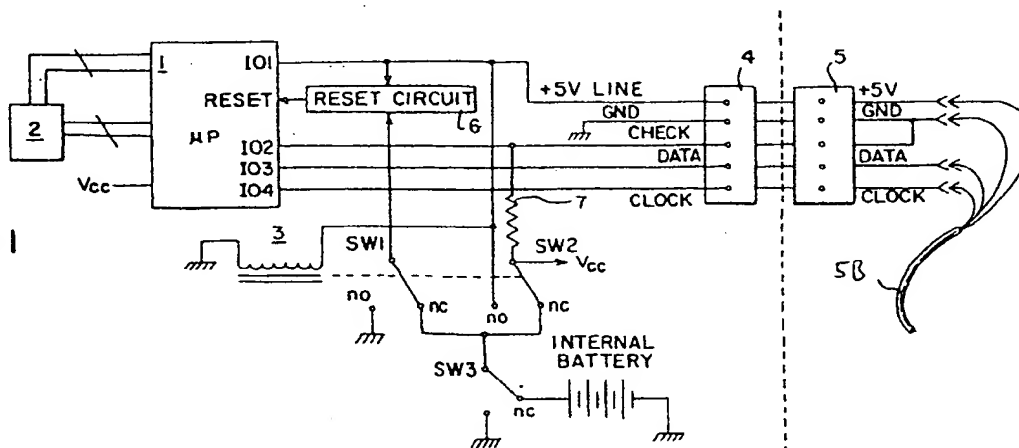 1 IO1
RESET
RESET CIRCUIT
6
2
μP
IO2
IO3
IO4
Vcc
+5V LINE
GND
CHECK
DATA
CLOCK
4
5
+5V
GND
DATA
CLOCK
7
3
SW1
SW2
Vcc
no
nc
no
nc
5B
INTERNAL
BATTERY
SW3
nc